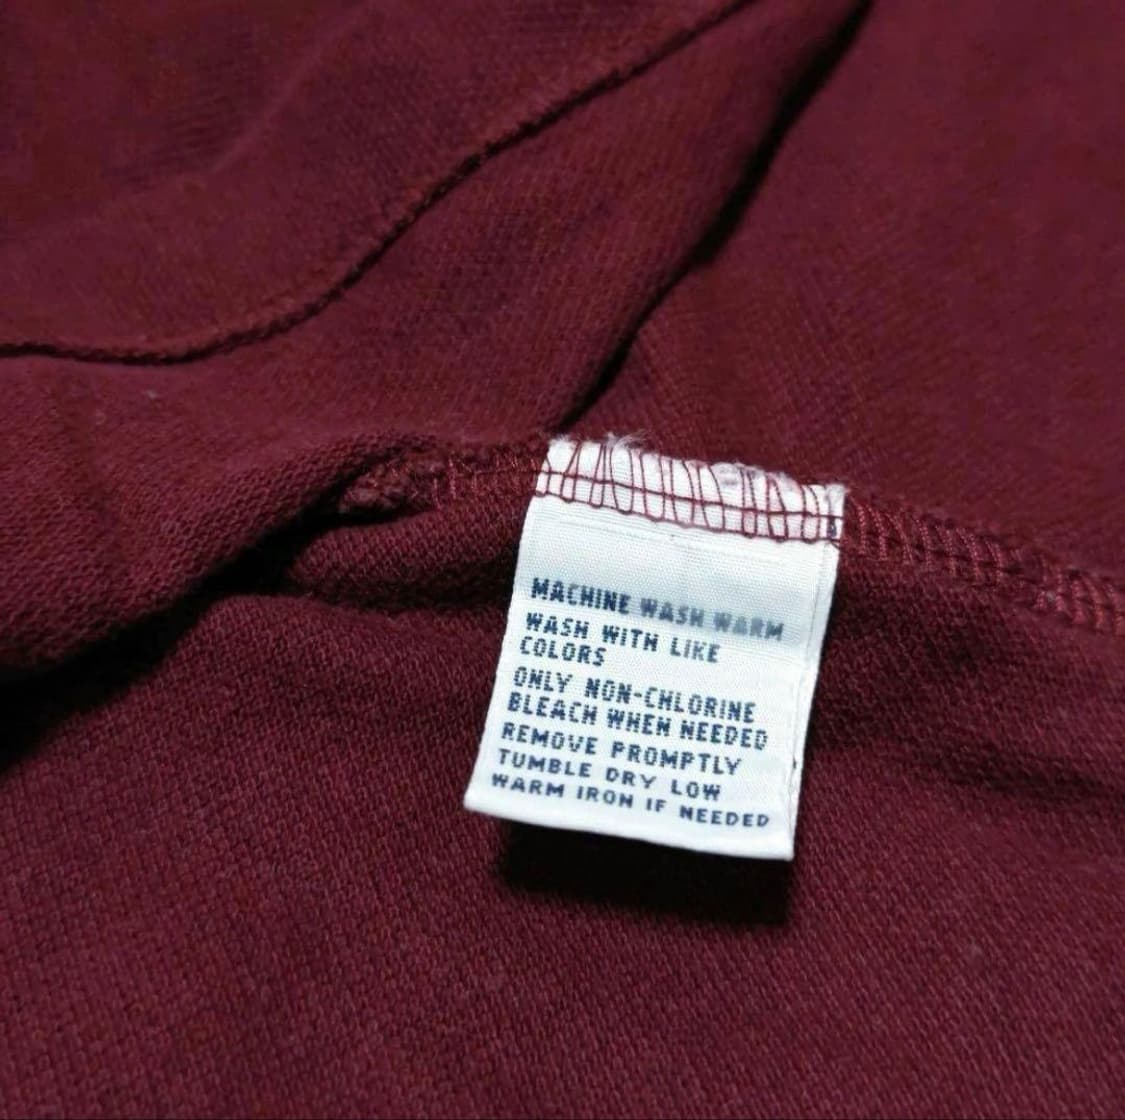 MACHINE WASH WARM
WASH WITH LIKE
COLORS
ONLY NON-CHLORINE
BLEACH WHEN NEEDED
REMOVE PROMPTLY
TUMBLE DRY LOW
WARM IRON IF NEEDED